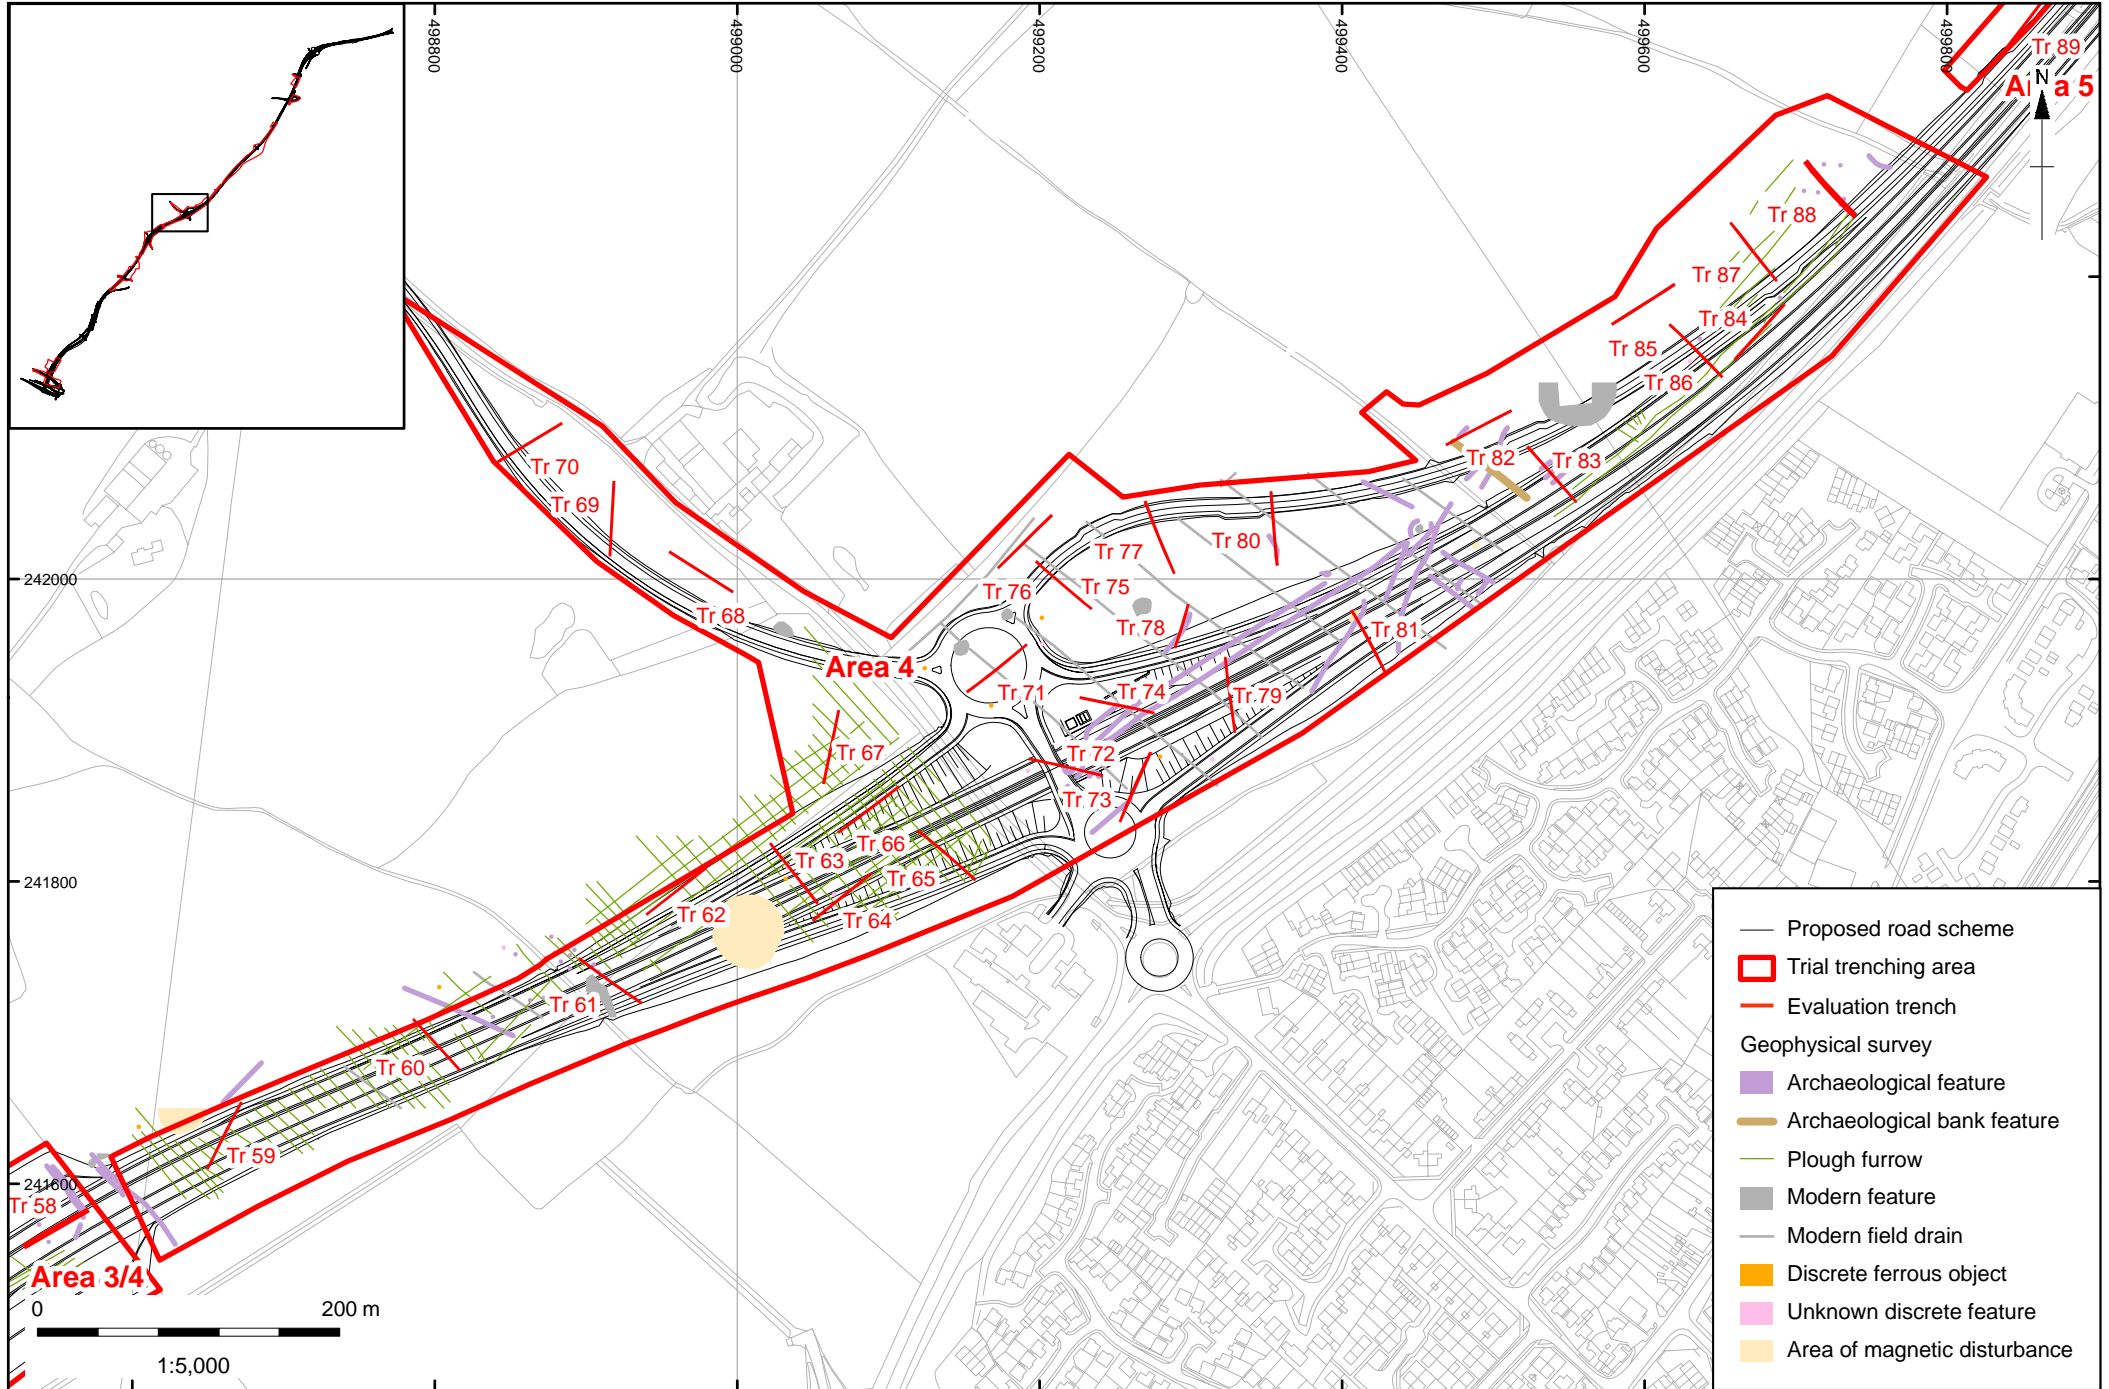 498800
499000
499200
499400
499600
499800
Tr 89
N
Area 5
Tr 88
Tr 87
Tr 84
Tr 85
Tr 86
Tr 82
Tr 83
Tr 70
Tr 69
Tr 77
Tr 80
242000
Tr 76
Tr 75
Tr 68
Tr 78
Tr 81
Area 4
Tr 71
Tr 74
Tr 79
Tr 67
Tr 72
Tr 73
Tr 66
Tr 63
Tr 65
241800
Tr 62
Tr 64
Tr 61
Tr 60
Tr 59
241600
Tr 58
Area 3/4
0 200 m
1:5,000
Proposed road scheme
Trial trenching area
Evaluation trench
Geophysical survey
Archaeological feature
Archaeological bank feature
Plough furrow
Modern feature
Modern field drain
Discrete ferrous object
Unknown discrete feature
Area of magnetic disturbance